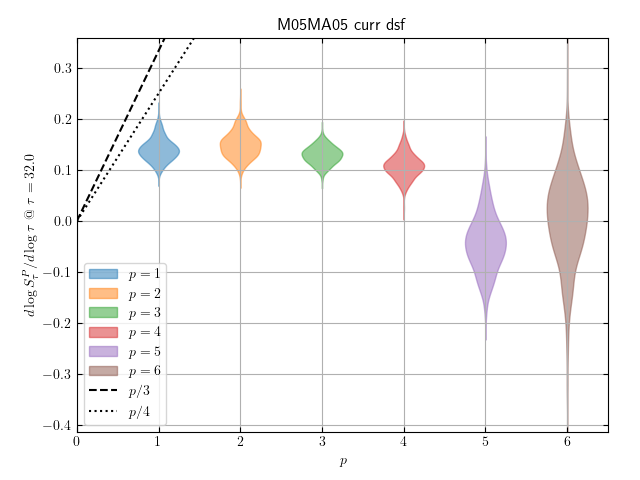 M05MA05 curr dsf
d log S_τ^P / d log τ @ τ = 32.0
0.3
0.2
0.1
0.0
−0.1
−0.2
−0.3
−0.4
p = 1
p = 2
p = 3
p = 4
p = 5
p = 6
p/3
p/4
0 1 2 3 4 5 6
p